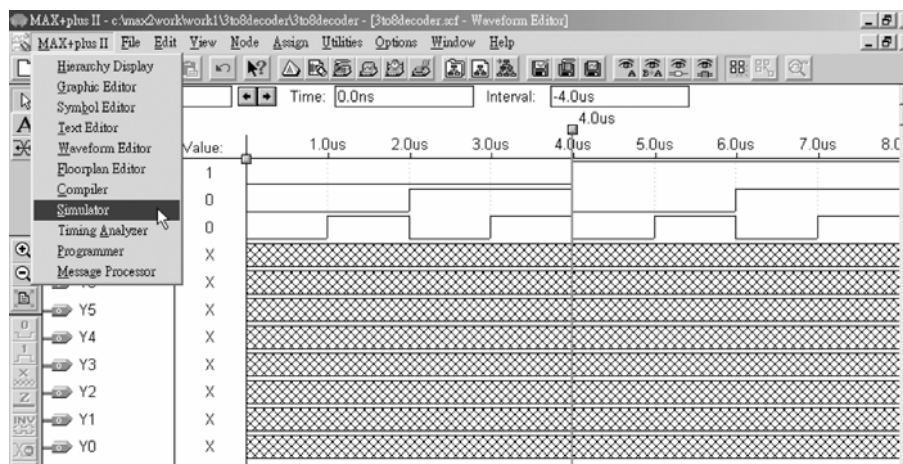 MAX+plus II - c:\max2work\work1\3to8decoder\3to8decoder - [3to8decoder.scf - Waveform Editor]
MAX+plus II File Edit View Node Assign Utilities Options Window Help
Hierarchy Display
Graphic Editor
Symbol Editor
Text Editor
Waveform Editor
Floorplan Editor
Compiler
Simulator
Timing Analyzer
Programmer
Message Processor
Time: 0.0ns Interval: -4.0us
4.0us
Value: 1.0us 2.0us 3.0us 4.0us 5.0us 6.0us 7.0us 8.0
1
0
0
X
X
Y5 X
Y4 X
Y3 X
Y2 X
Y1 X
Y0 X